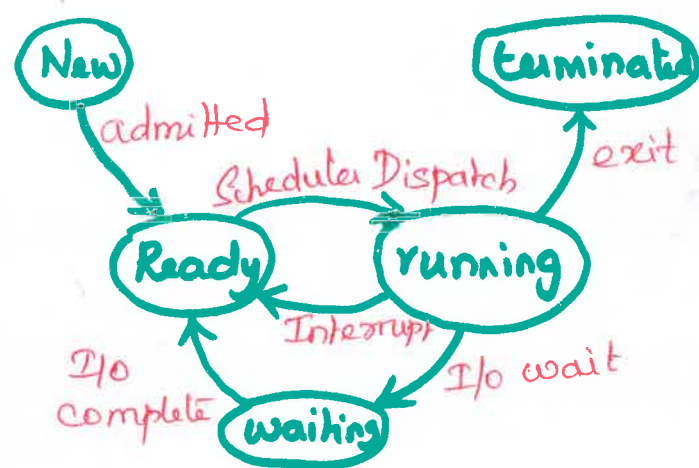 New
terminated
admitted
exit
Scheduler Dispatch
Ready
running
Interrupt
I/O
complete
I/O wait
waiting